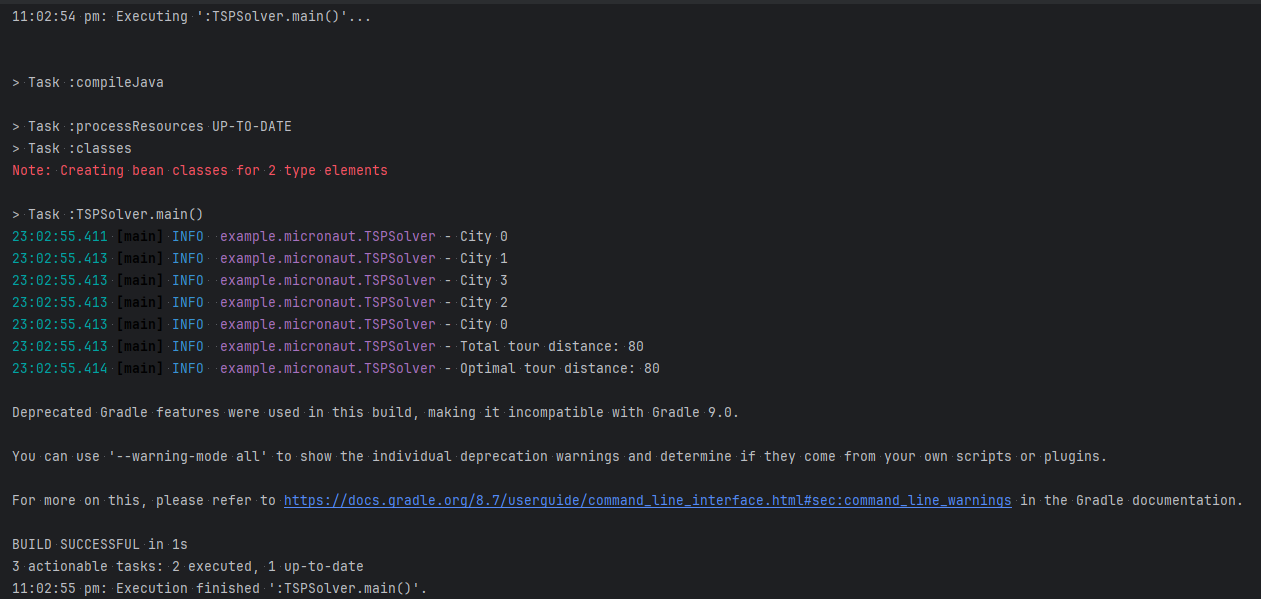 11:02:54 pm: Executing ':TSPSolver.main()'...
> Task :compileJava
> Task :processResources UP-TO-DATE
> Task :classes
Note: Creating bean classes for 2 type elements
> Task :TSPSolver.main()
23:02:55.411 [main] INFO  example.micronaut.TSPSolver - City 0
23:02:55.413 [main] INFO  example.micronaut.TSPSolver - City 1
23:02:55.413 [main] INFO  example.micronaut.TSPSolver - City 3
23:02:55.413 [main] INFO  example.micronaut.TSPSolver - City 2
23:02:55.413 [main] INFO  example.micronaut.TSPSolver - City 0
23:02:55.413 [main] INFO  example.micronaut.TSPSolver - Total tour distance: 80
23:02:55.414 [main] INFO  example.micronaut.TSPSolver - Optimal tour distance: 80
Deprecated Gradle features were used in this build, making it incompatible with Gradle 9.0.
You can use '--warning-mode all' to show the individual deprecation warnings and determine if they come from your own scripts or plugins.
For more on this, please refer to https://docs.gradle.org/8.7/userguide/command_line_interface.html#sec:command_line_warnings in the Gradle documentation.
BUILD SUCCESSFUL in 1s
3 actionable tasks: 2 executed, 1 up-to-date
11:02:55 pm: Execution finished ':TSPSolver.main()'.